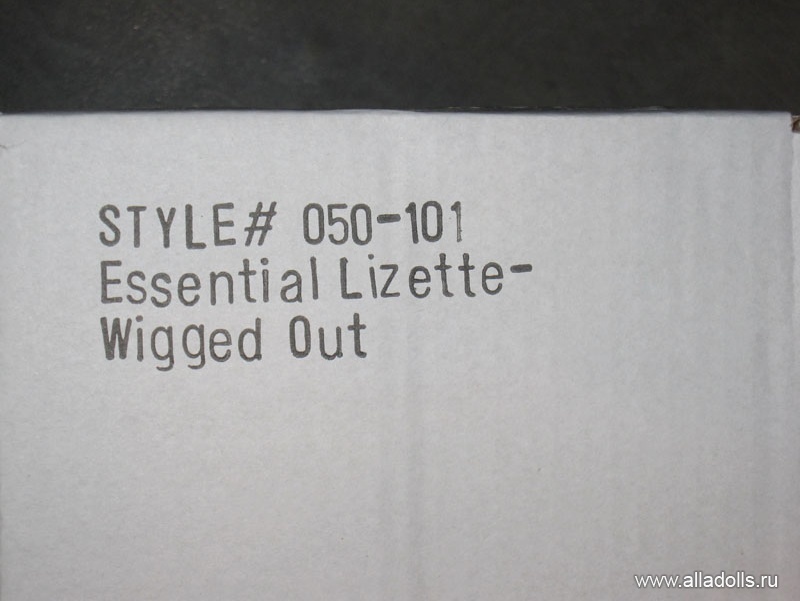 STYLE# 050-101
Essential Lizette-
Wigged Out
www.alladolls.ru